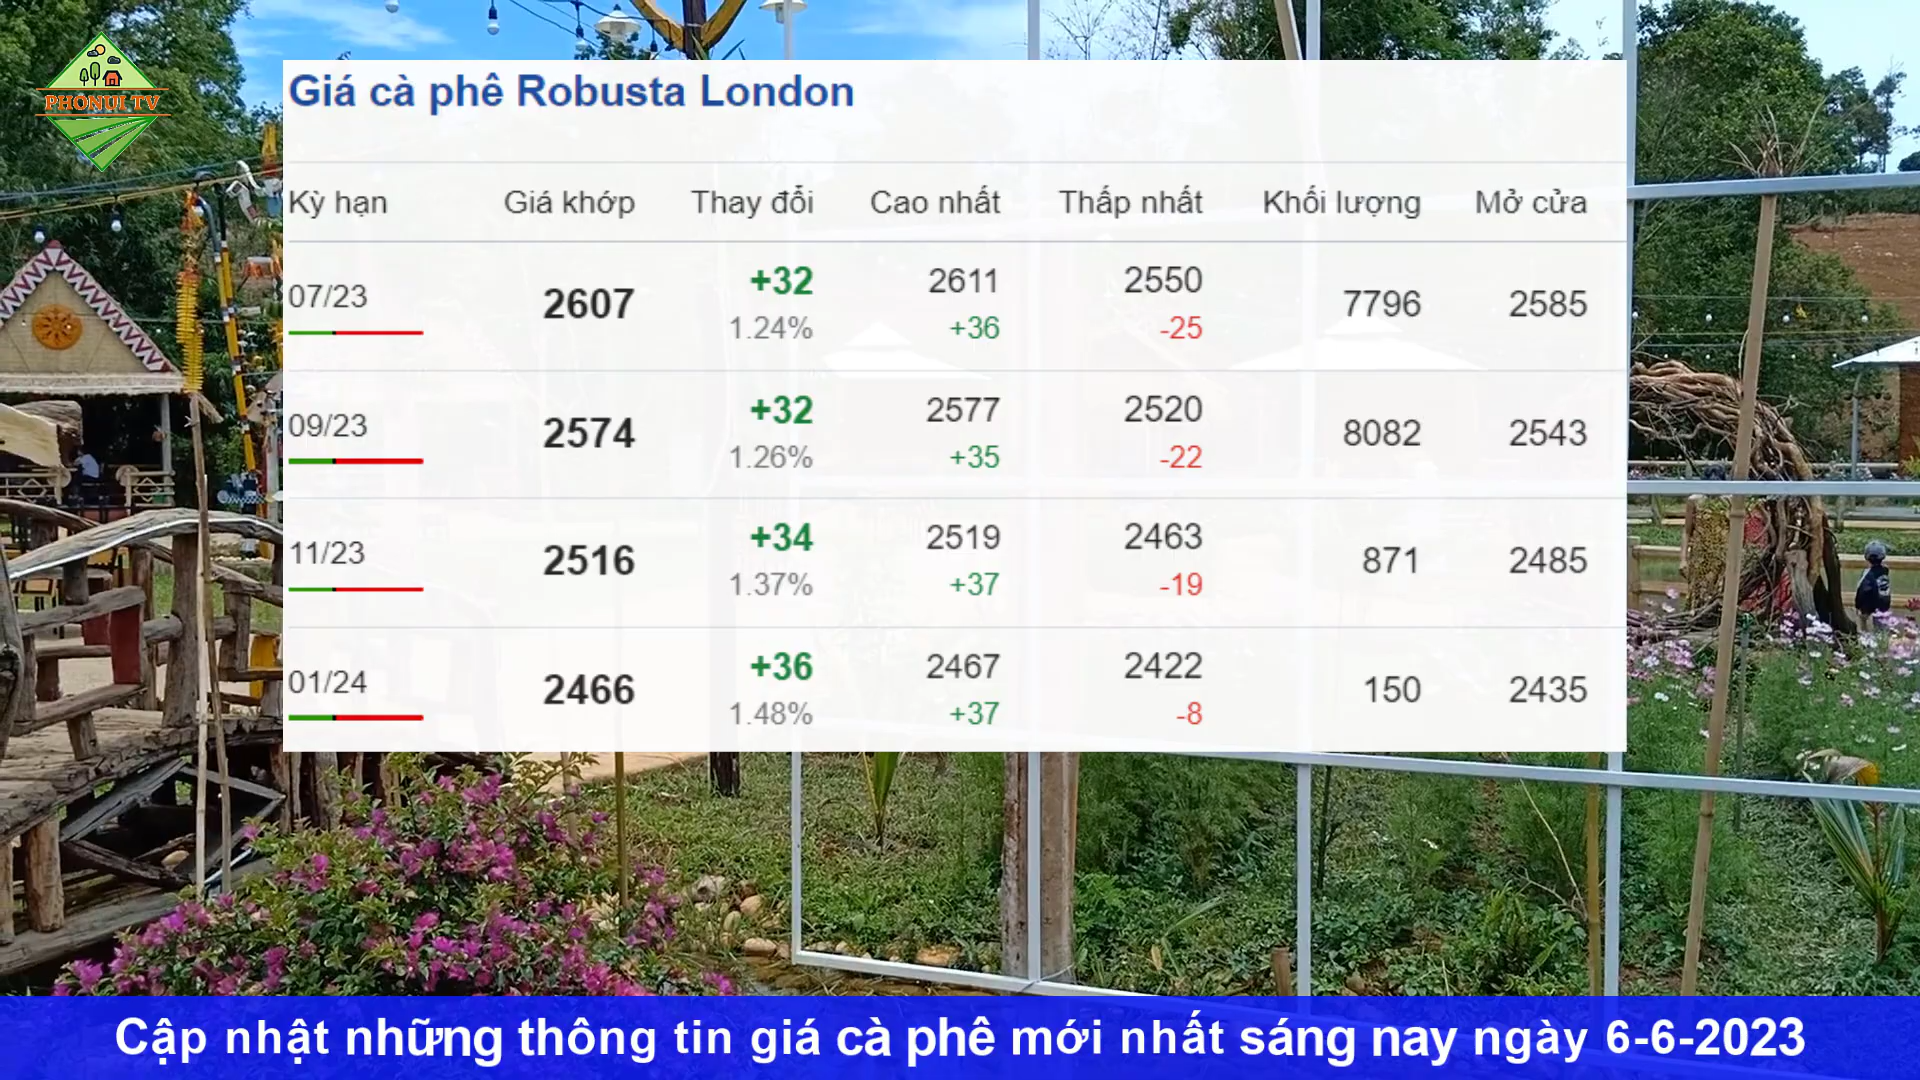 PHONUI TV
Giá cà phê Robusta London
Kỳ hạn Giá khớp Thay đổi Cao nhất Thấp nhất Khối lượng Mở cửa
07/23 2607 +32 2611 2550 7796 2585
1.24% +36 -25
09/23 2574 +32 2577 2520 8082 2543
1.26% +35 -22
11/23 2516 +34 2519 2463 871 2485
1.37% +37 -19
01/24 2466 +36 2467 2422 150 2435
1.48% +37 -8
Cập nhật những thông tin giá cà phê mới nhất sáng nay ngày 6-6-2023